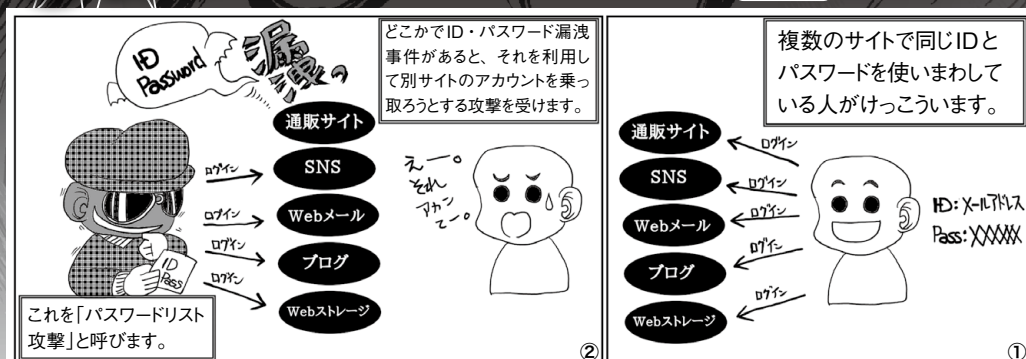 複数のサイトで同じIDと
パスワードを使いまわして
いる人がけっこういます。
通販サイト
SNS
Webメール
ブログ
Webストレージ
ログイン
ログイン
ログイン
ログイン
ログイン
ID:メールアドレス
Pass:XXXXX
①
どこかでID・パスワード漏洩
事件があると、それを利用し
て別サイトのアカウントを乗っ
取ろうとする攻撃を受けます。
ID
Password
漏洩っ
通販サイト
SNS
Webメール
ブログ
Webストレージ
ログイン
ログイン
ログイン
ログイン
ID
Pass
えー。
それ
アカン
てー。
これを「パスワードリスト
攻撃」と呼びます。
②